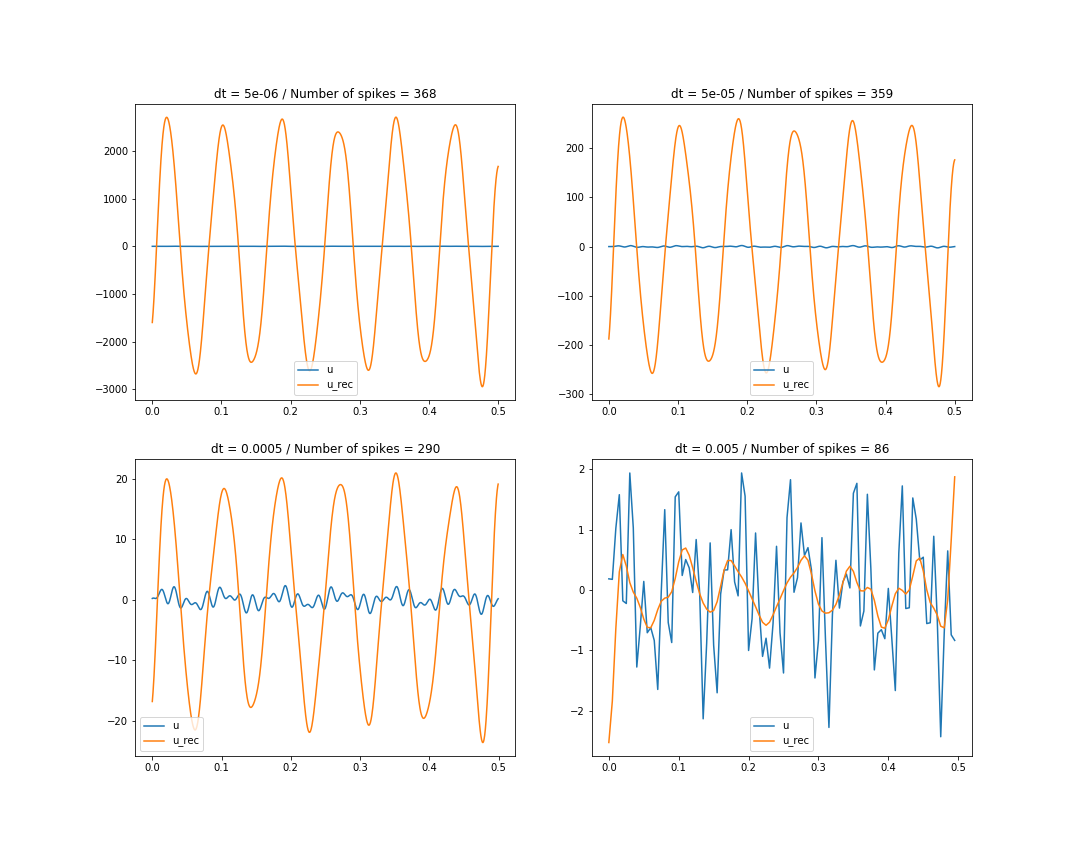 dt = 5e-06 / Number of spikes = 368
2000
1000
0
−1000
−2000
−3000
0.0 0.1 0.2 0.3 0.4 0.5
u
u_rec
dt = 5e-05 / Number of spikes = 359
200
100
0
−100
−200
−300
0.0 0.1 0.2 0.3 0.4 0.5
u
u_rec
dt = 0.0005 / Number of spikes = 290
20
10
0
−10
−20
0.0 0.1 0.2 0.3 0.4 0.5
u
u_rec
dt = 0.005 / Number of spikes = 86
2
1
0
−1
−2
0.0 0.1 0.2 0.3 0.4 0.5
u
u_rec